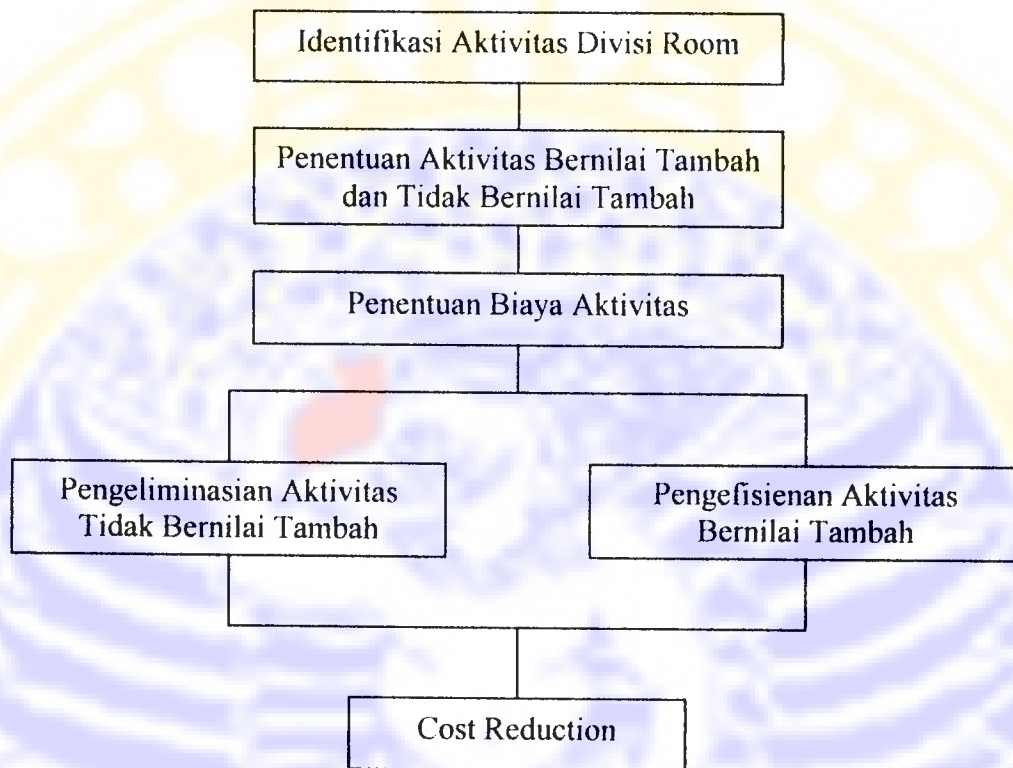 Identifikasi Aktivitas Divisi Room
Penentuan Aktivitas Bernilai Tambah
dan Tidak Bernilai Tambah
Penentuan Biaya Aktivitas
Pengeliminasian Aktivitas
Tidak Bernilai Tambah
Pengefisienan Aktivitas
Bernilai Tambah
Cost Reduction